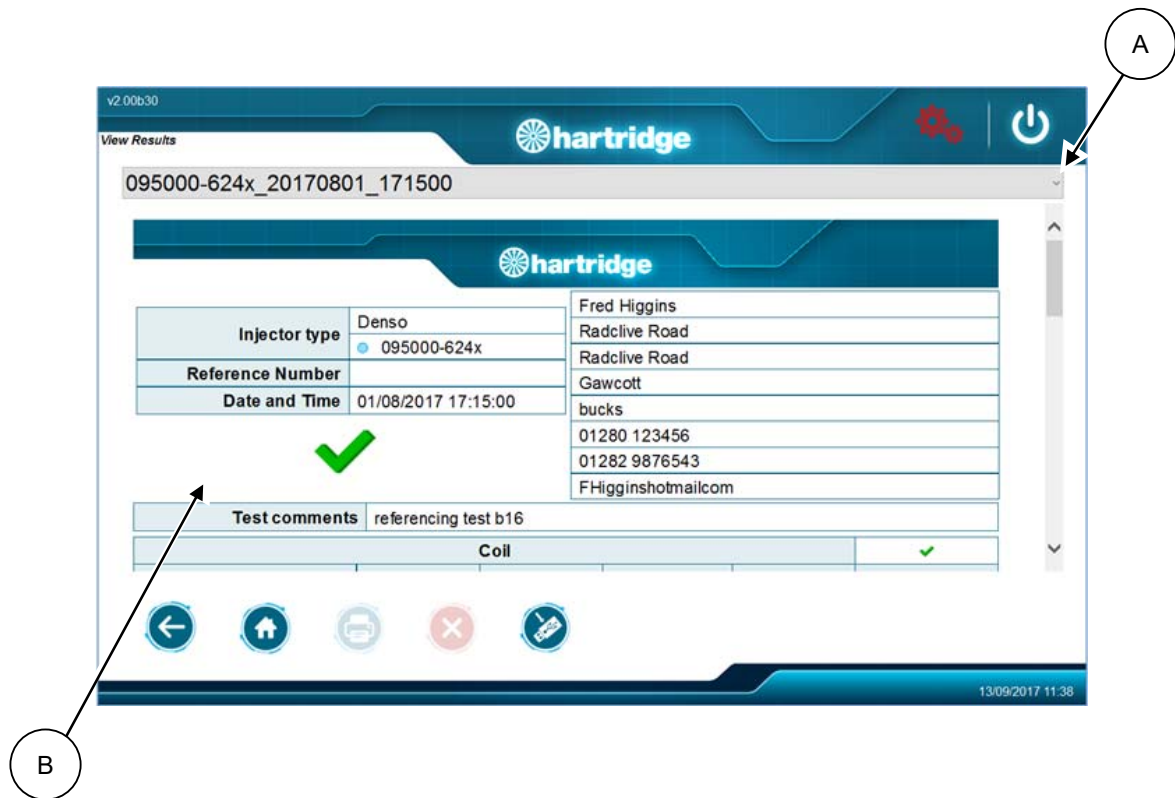 A
v2.00b30
View Results
hartridge
095000-624x_20170801_171500
hartridge
Injector type
Denso
095000-624x
Reference Number
Date and Time
01/08/2017 17:15:00
Fred Higgins
Radclive Road
Radclive Road
Gawcott
bucks
01280 123456
01282 9876543
FHigginshotmailcom
Test comments
referencing test b16
Coil
13/09/2017 11:38
B